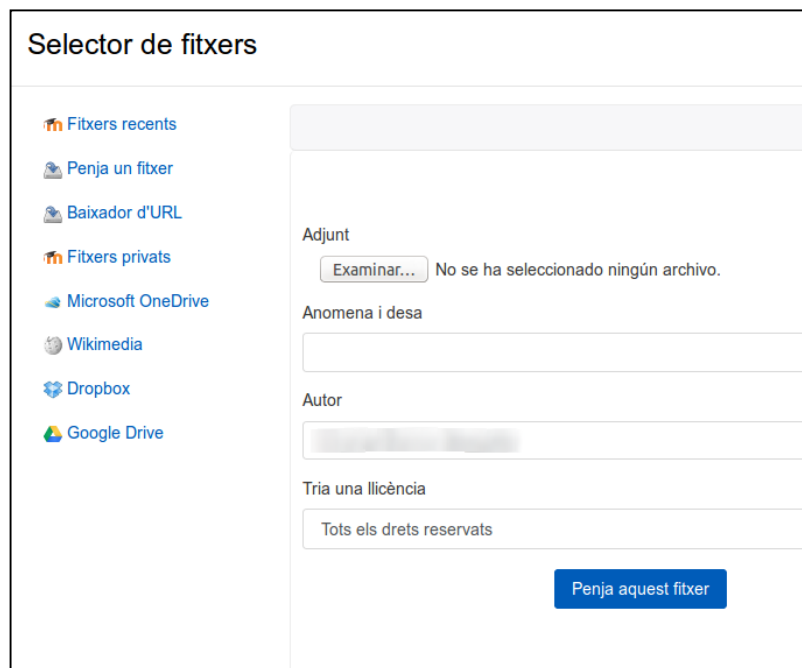 Selector de fitxers
Fitxers recents
Penja un fitxer
Baixador d'URL
Fitxers privats
Microsoft OneDrive
Wikimedia
Dropbox
Google Drive
Adjunt
Examinar... No se ha seleccionado ningún archivo.
Anomena i desa
Autor
Tria una llicència
Tots els drets reservats
Penja aquest fitxer